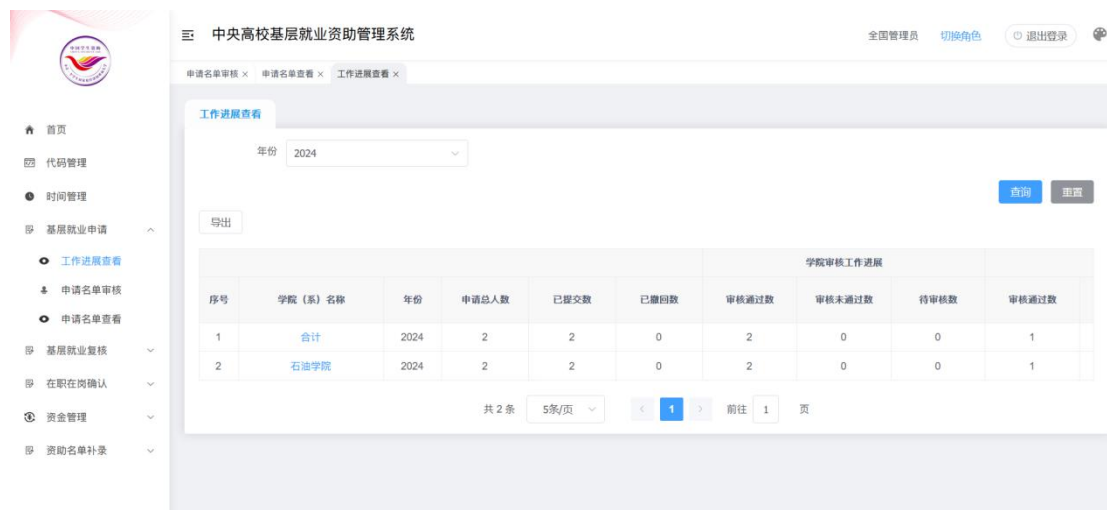 中央高校基层就业资助管理系统
全国管理员 切换角色 退出登录
申请名单审核 × 申请名单查看 × 工作进展查看 ×
工作进展查看
首页
代码管理
时间管理
基层就业申请
工作进展查看
申请名单审核
申请名单查看
基层就业复核
在职在岗确认
资金管理
资助名单补录
年份 2024
查询 重置
导出
学院审核工作进展
序号 学院（系）名称 年份 申请总人数 已提交数 已撤回数 审核通过数 审核未通过数 待审核数 审核通过数
1 合计 2024 2 2 0 2 0 0 1
2 石油学院 2024 2 2 0 2 0 0 1
共 2 条 5条/页 < 1 > 前往 1 页